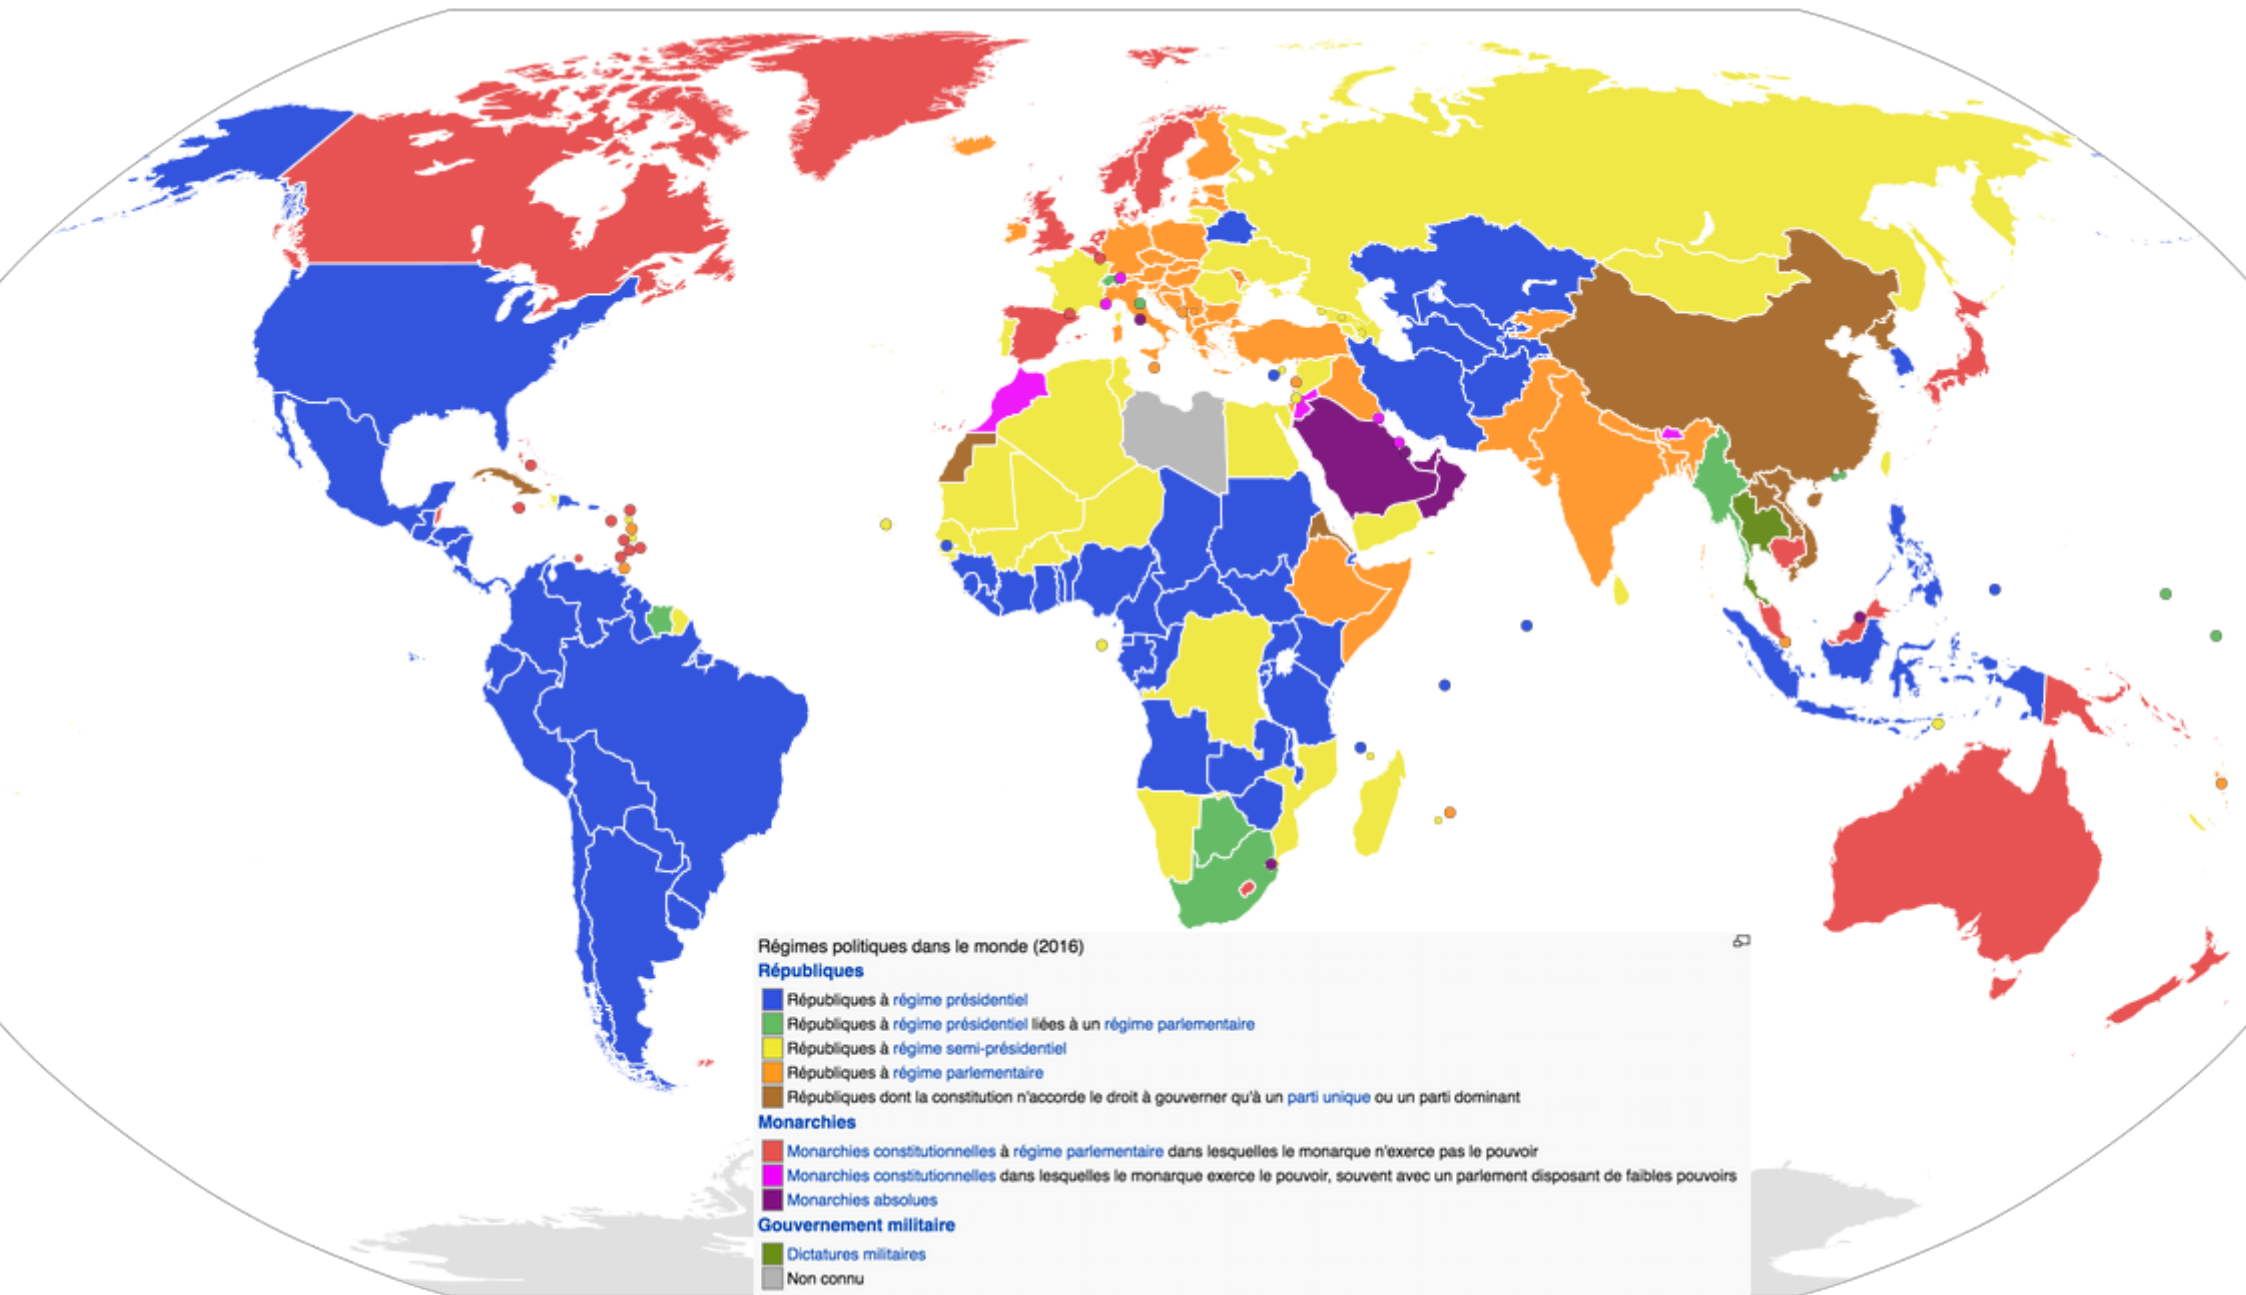 Régimes politiques dans le monde (2016)
Républiques
Républiques à régime présidentiel
Républiques à régime présidentiel liées à un régime parlementaire
Républiques à régime semi-présidentiel
Républiques à régime parlementaire
Républiques dont la constitution n'accorde le droit à gouverner qu'à un parti unique ou un parti dominant
Monarchies
Monarchies constitutionnelles à régime parlementaire dans lesquelles le monarque n'exerce pas le pouvoir
Monarchies constitutionnelles dans lesquelles le monarque exerce le pouvoir, souvent avec un parlement disposant de faibles pouvoirs
Monarchies absolues
Gouvernement militaire
Dictatures militaires
Non connu